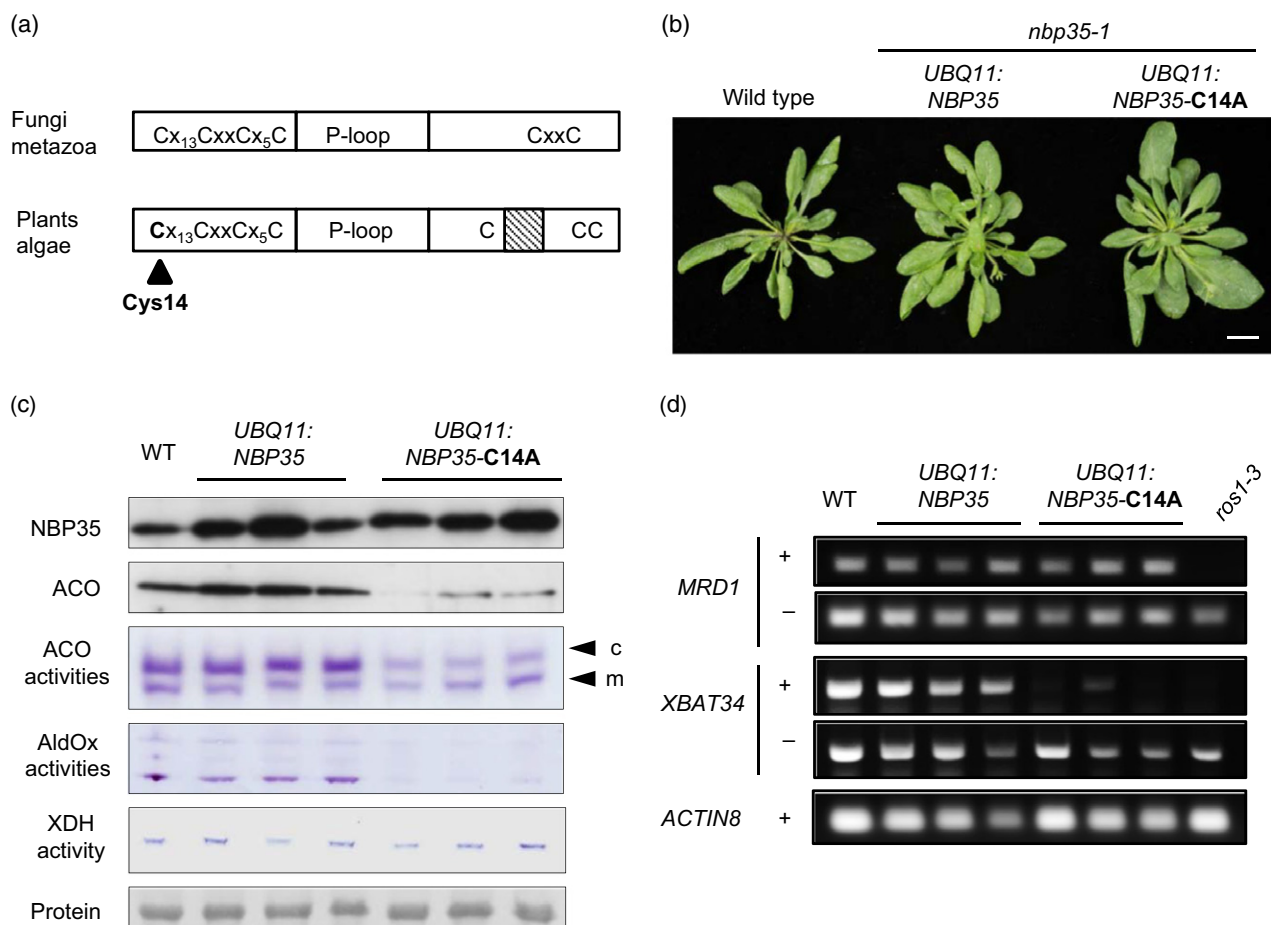 (a)
Fungi
metazoa
Cx13CxxCx5C
P-loop
CxxC
Plants
algae
Cx13CxxCx5C
P-loop
C
CC
Cys14
(b)
nbp35-1
Wild type
UBQ11:
NBP35
UBQ11:
NBP35-C14A
(c)
WT
UBQ11:
NBP35
UBQ11:
NBP35-C14A
NBP35
ACO
ACO
activities
c
m
AldOx
activities
XDH
activity
Protein
(d)
WT
UBQ11:
NBP35
UBQ11:
NBP35-C14A
ros1-3
MRD1
+
–
XBAT34
+
–
ACTIN8 +